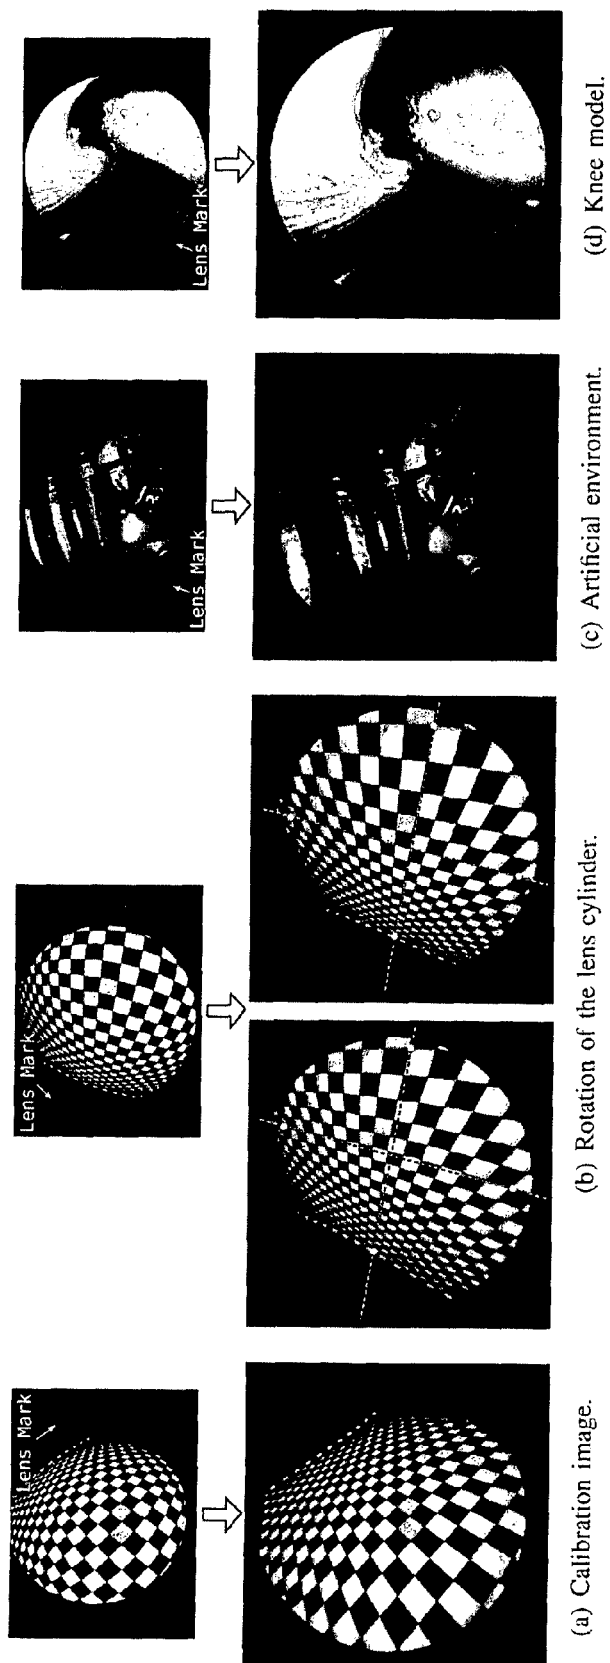 Lens Mark
(a) Calibration image.
Lens Mark
(b) Rotation of the lens cylinder.
Lens Mark
(c) Artificial environment.
Lens Mark
(d) Knee model.